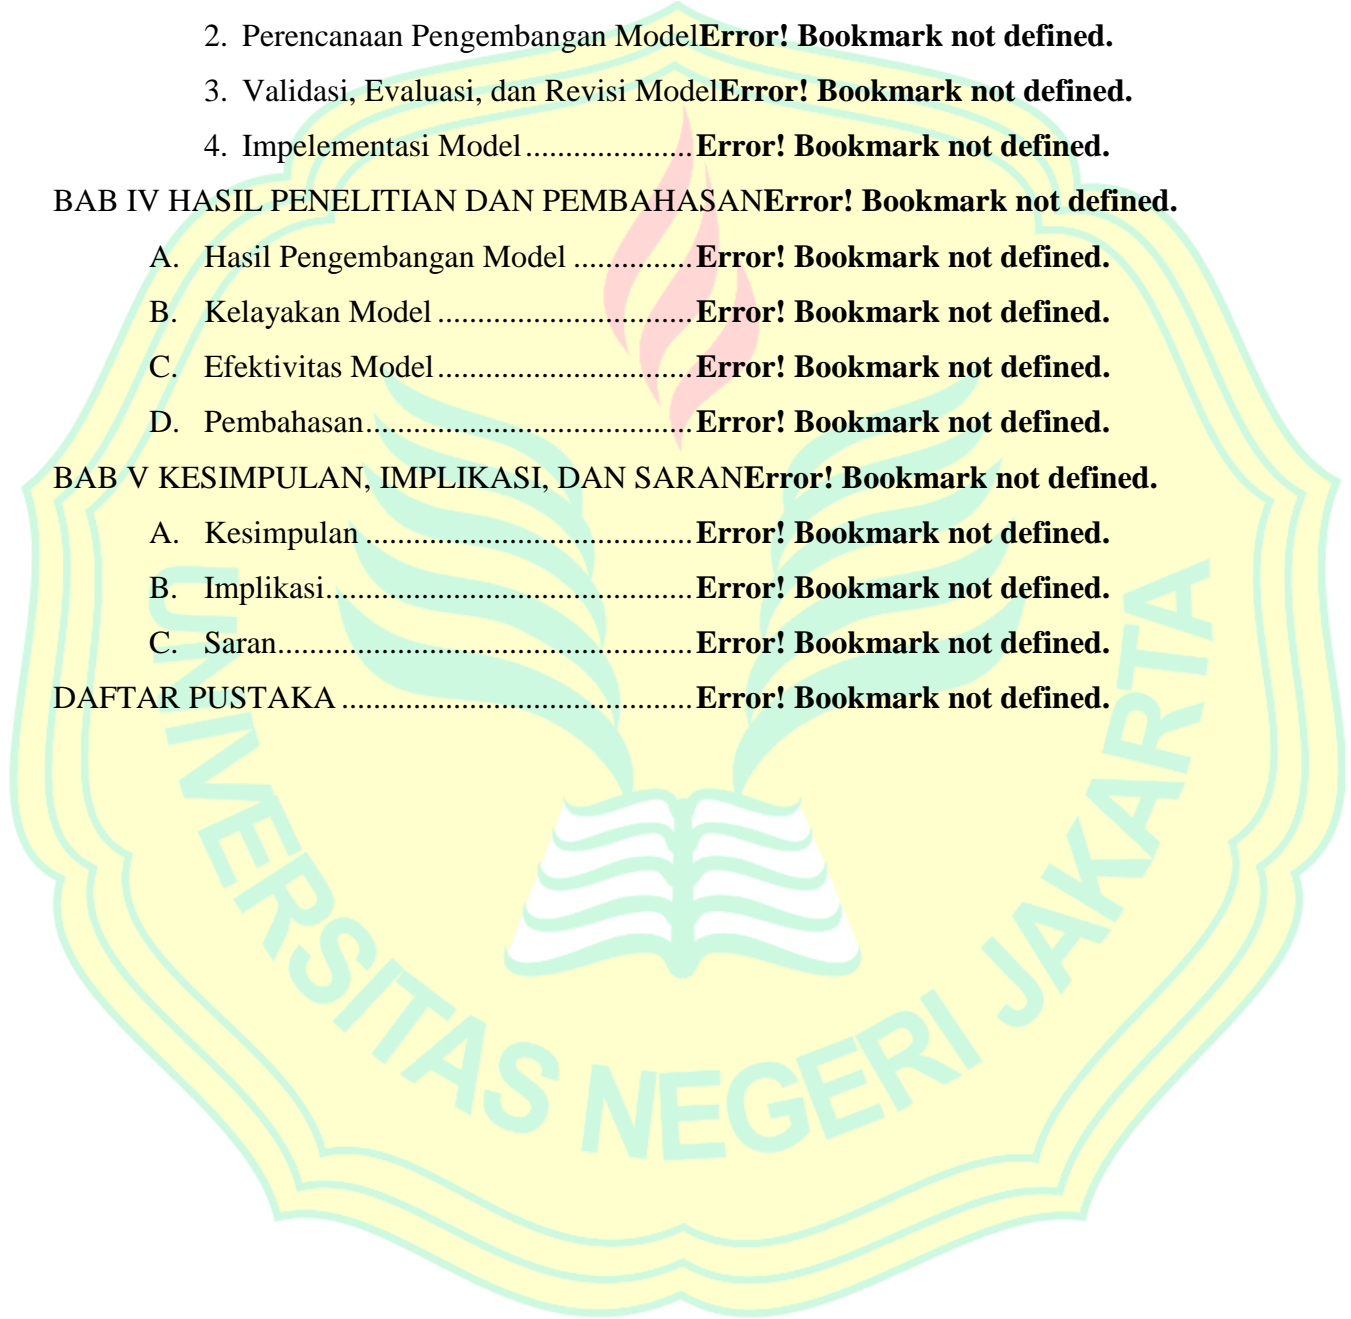 2. Perencanaan Pengembangan ModelError! Bookmark not defined.
3. Validasi, Evaluasi, dan Revisi ModelError! Bookmark not defined.
4. Impelementasi Model.....................Error! Bookmark not defined.
BAB IV HASIL PENELITIAN DAN PEMBAHASANError! Bookmark not defined.
A. Hasil Pengembangan Model ...............Error! Bookmark not defined.
B. Kelayakan Model ................................Error! Bookmark not defined.
C. Efektivitas Model................................Error! Bookmark not defined.
D. Pembahasan.........................................Error! Bookmark not defined.
BAB V KESIMPULAN, IMPLIKASI, DAN SARANError! Bookmark not defined.
A. Kesimpulan .........................................Error! Bookmark not defined.
B. Implikasi..............................................Error! Bookmark not defined.
C. Saran....................................................Error! Bookmark not defined.
DAFTAR PUSTAKA ............................................Error! Bookmark not defined.
UNIVERSITAS NEGERI JAKARTA